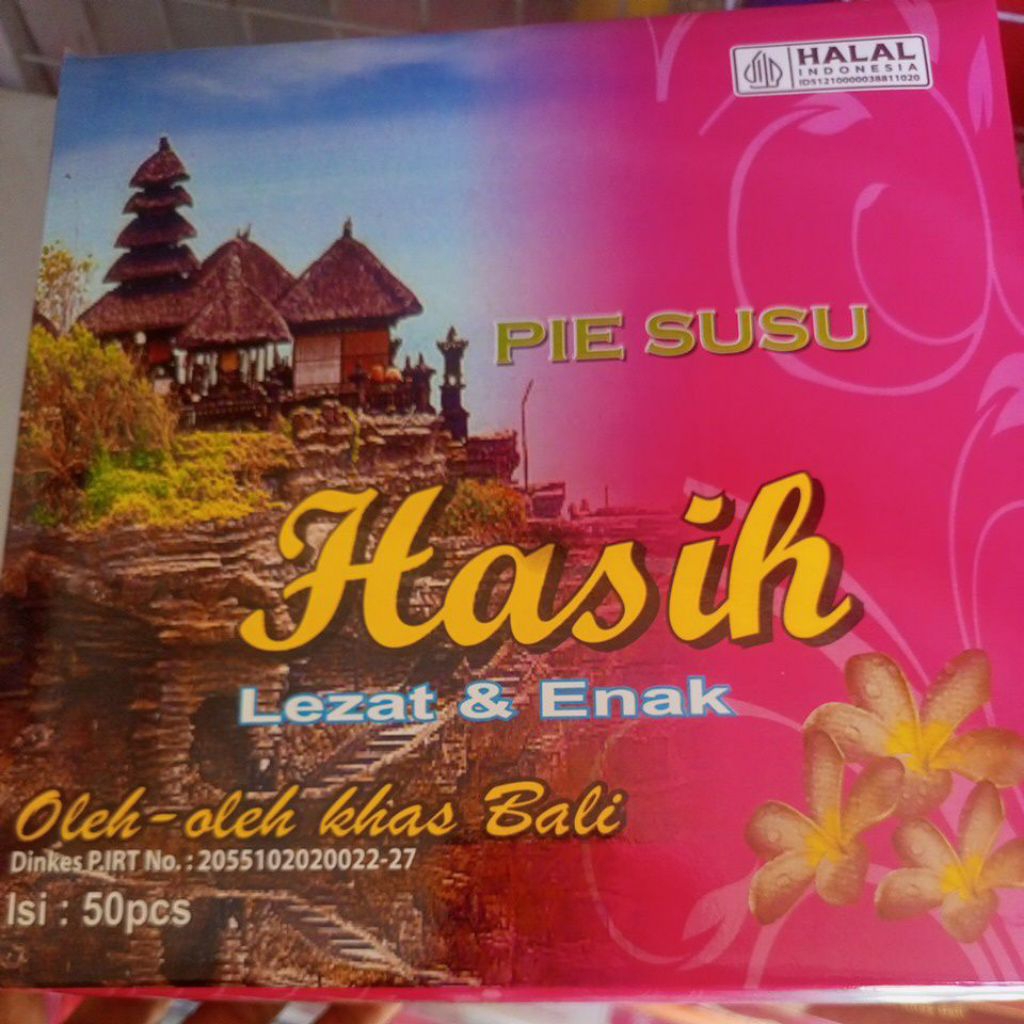 HALAL
INDONESIA
ID51210000038811020
PIE SUSU
Hasih
Lezat & Enak
Oleh-oleh khas Bali
Dinkes P.IRT No. : 2055102020022-27
Isi : 50pcs